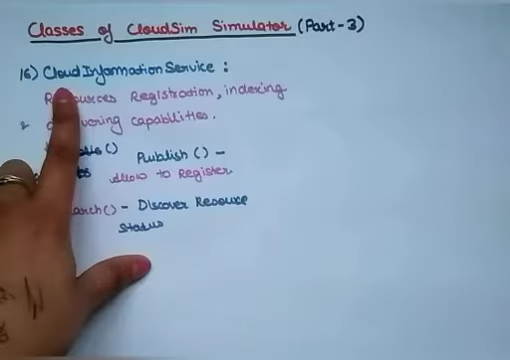 Classes of CloudSim Simulator (Part-3)
16) Cloud Information Service :
Registration, indexing
& capabilities.
Publish () -
allow to Register
- Discover Resource
Status